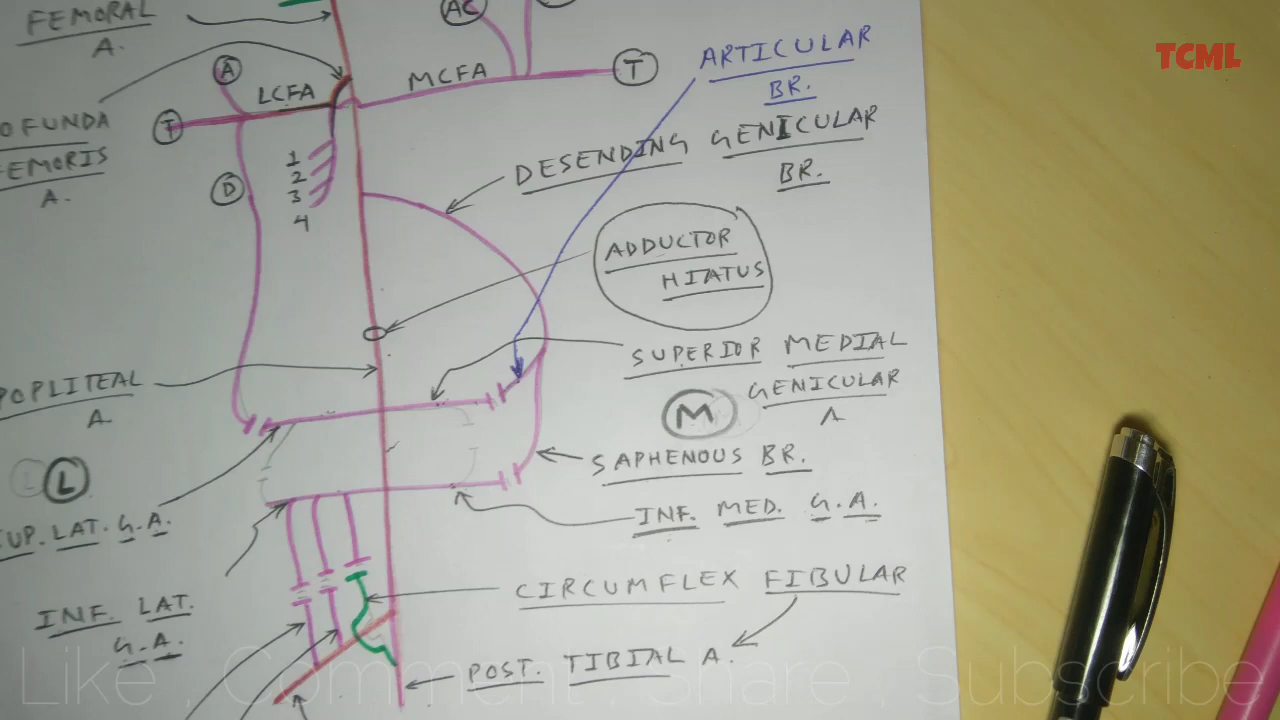 FEMORAL
A.
AC
TCML
A
LCFA
MCFA
T
ARTICULAR
BR.
T
OFUNDA
EMORIS
A.
1
2
3
4
D
DESENDING GENICULAR
BR.
ADDUCTOR
HIATUS
POPLITEAL
A
SUPERIOR MEDIAL
GENICULAR
A
M
L
SAPHENOUS BR.
UP. LAT. G.A.
INF. MED. G.A.
INF. LAT.
G.A.
CIRCUMFLEX FIBULAR
POST. TIBIAL A.
Like , Comment , Share , Subscribe